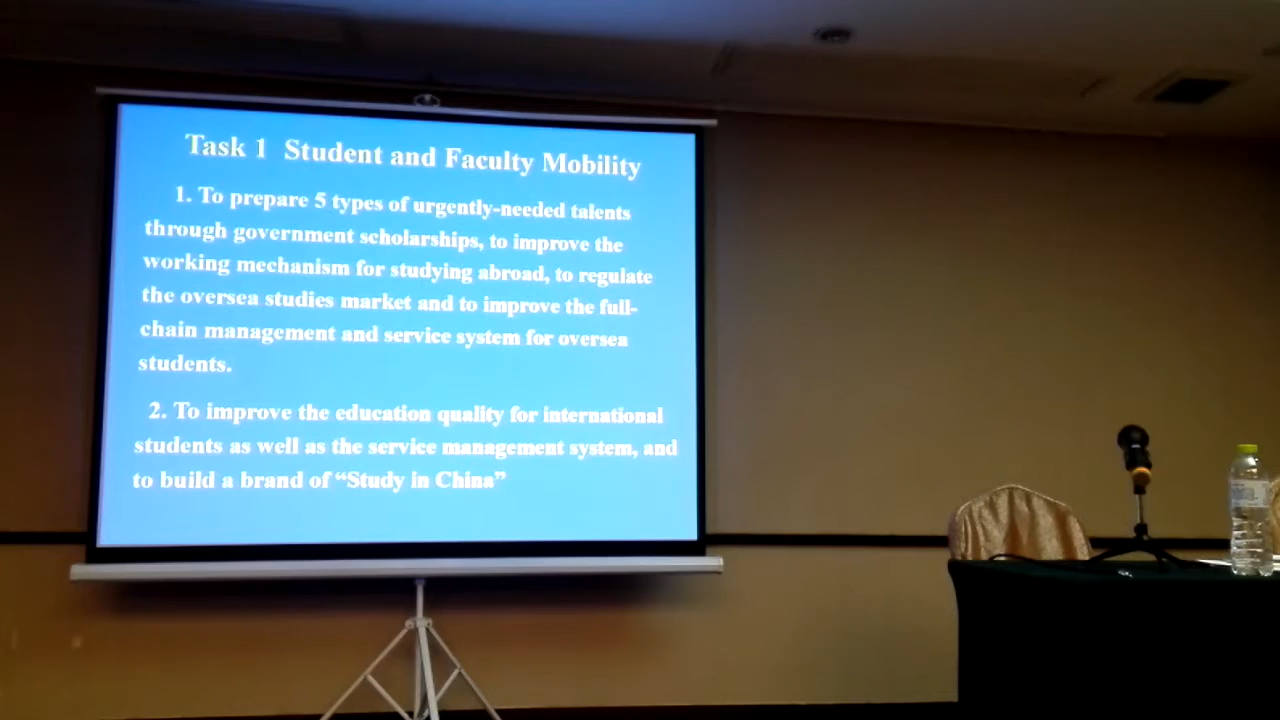 Task 1 Student and Faculty Mobility
1. To prepare 5 types of urgently-needed talents
through government scholarships, to improve the
working mechanism for studying abroad, to regulate
the oversea studies market and to improve the full-
chain management and service system for oversea
students.
2. To improve the education quality for international
students as well as the service management system, and
to build a brand of “Study in China”